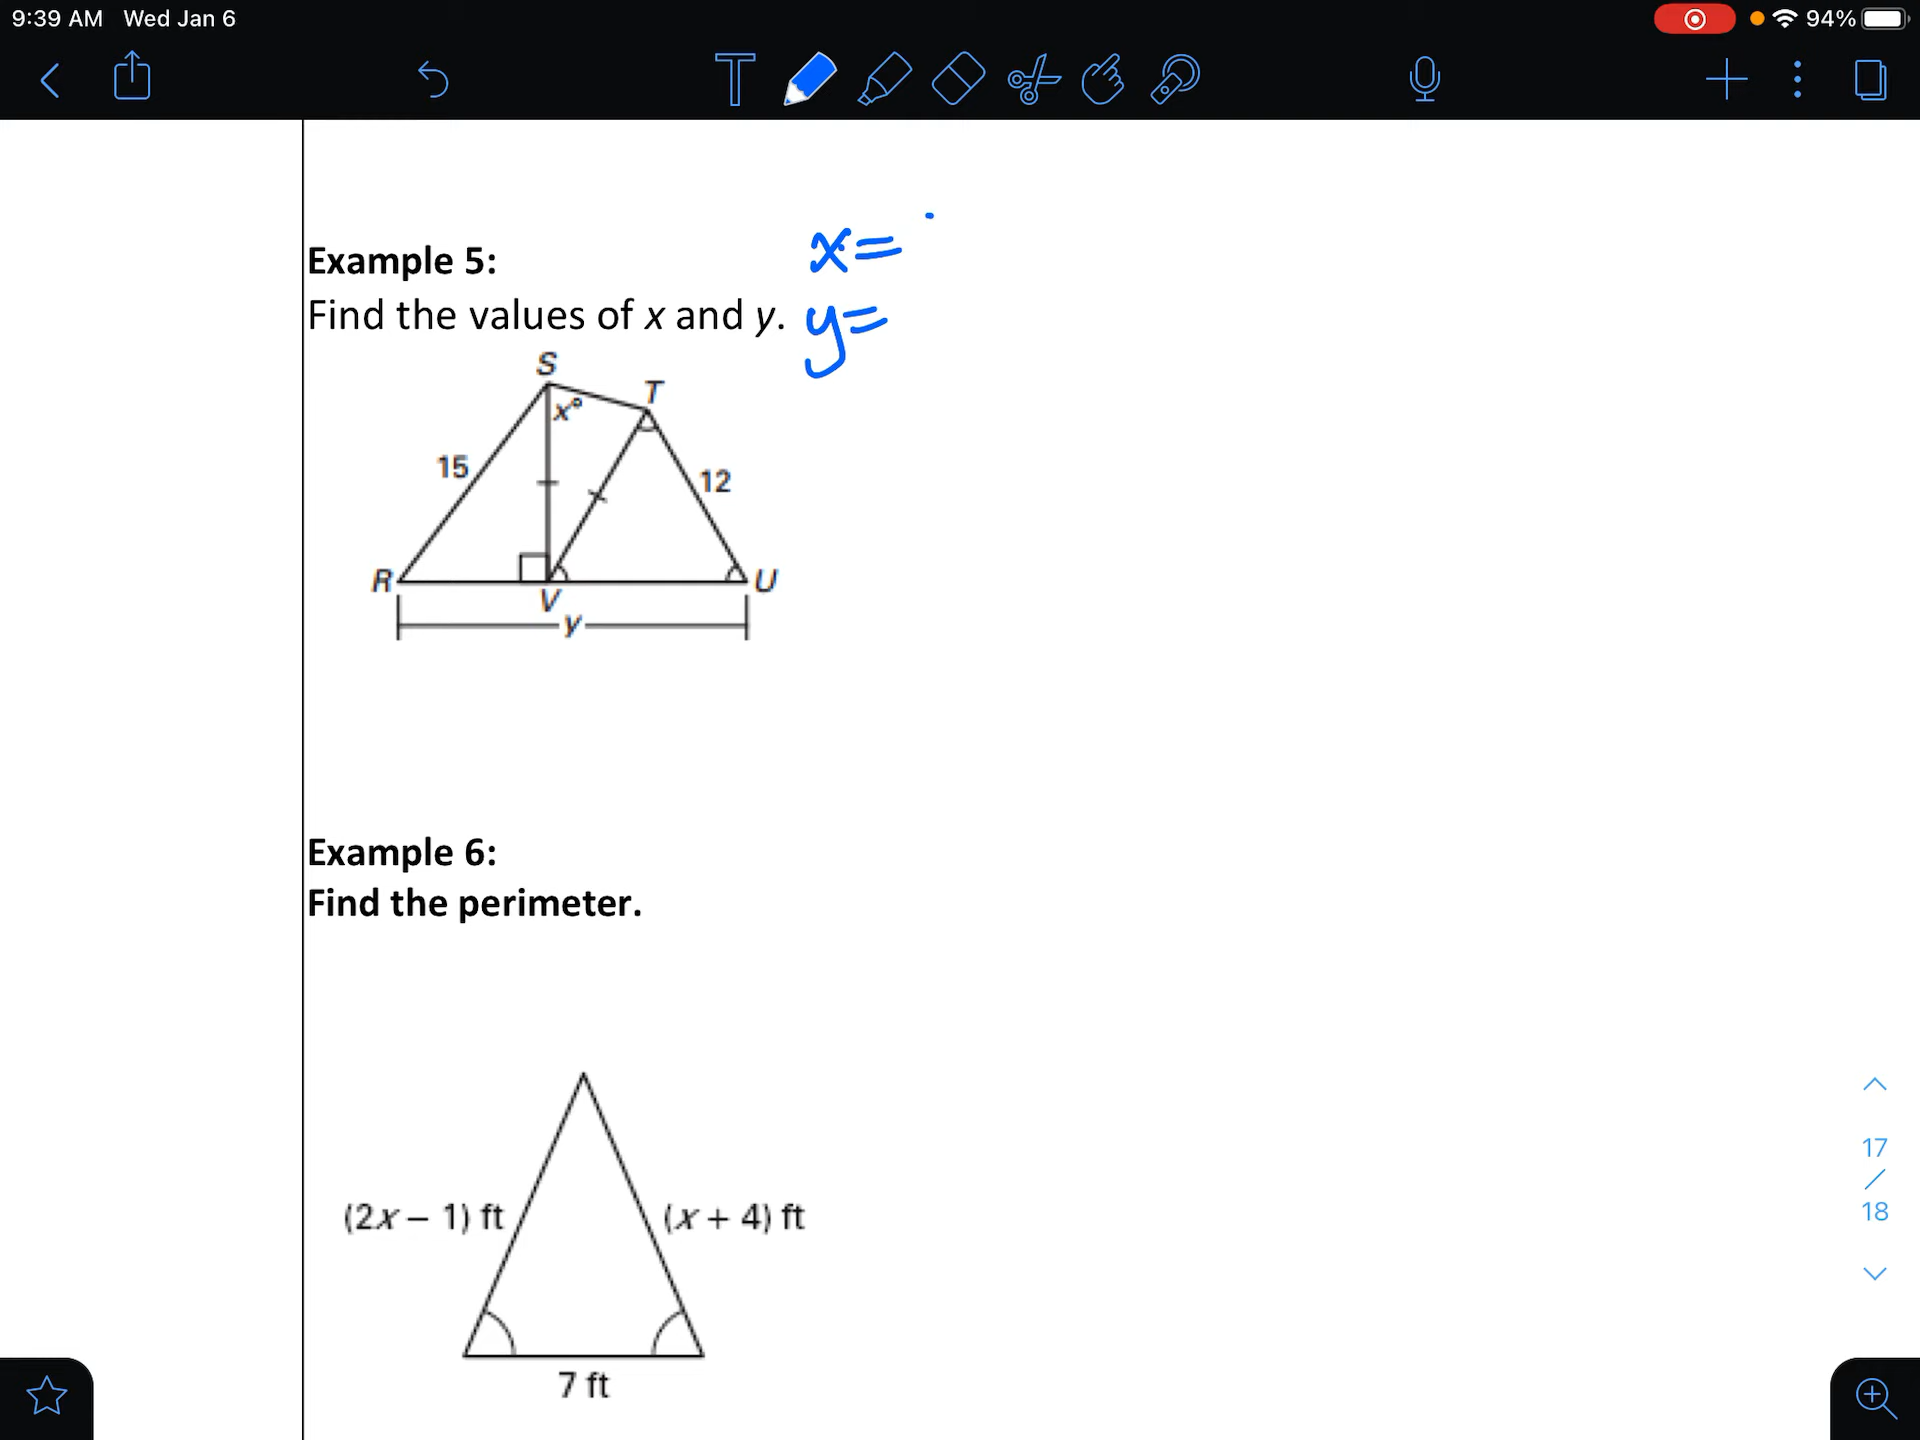 9:39 AM Wed Jan 6
94%
Example 5:
x=
Find the values of x and y.
y=
S
T
x°
15
12
R
V
U
y
Example 6:
Find the perimeter.
17
/
18
(2x – 1) ft
(x + 4) ft
7 ft